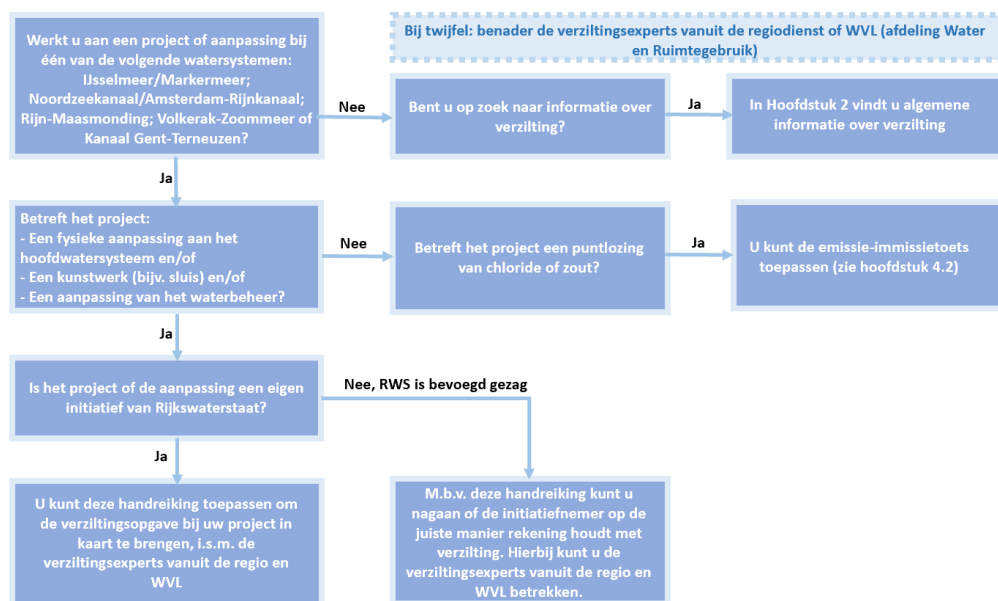 Werkt u aan een project of aanpassing bij
één van de volgende watersystemen:
IJsselmeer/Markermeer;
Noordzeekanaal/Amsterdam-Rijnkanaal;
Rijn-Maasmonding; Volkerak-Zoommeer of
Kanaal Gent-Terneuzen?
Bij twijfel: benader de verziltingsexperts vanuit de regiodienst of WVL (afdeling Water
en Ruimtegebruik)
Nee
Bent u op zoek naar informatie over
verzilting?
Ja
In Hoofdstuk 2 vindt u algemene
informatie over verzilting
Ja
Betreft het project:
- Een fysieke aanpassing aan het
hoofdwatersysteem en/of
- Een kunstwerk (bijv. sluis) en/of
- Een aanpassing van het waterbeheer?
Nee
Betreft het project een puntlozing
van chloride of zout?
Ja
U kunt de emissie-immissietoets
toepassen (zie hoofdstuk 4.2)
Ja
Is het project of de aanpassing een eigen
initiatief van Rijkswaterstaat?
Nee, RWS is bevoegd gezag
Ja
U kunt deze handreiking toepassen om
de verziltingsopgave bij uw project in
kaart te brengen, i.s.m. de
verziltingsexperts vanuit de regio en
WVL
M.b.v. deze handreiking kunt u
nagaan of de initiatiefnemer op de
juiste manier rekening houdt met
verzilting. Hierbij kunt u de
verziltingsexperts vanuit de regio en
WVL betrekken.